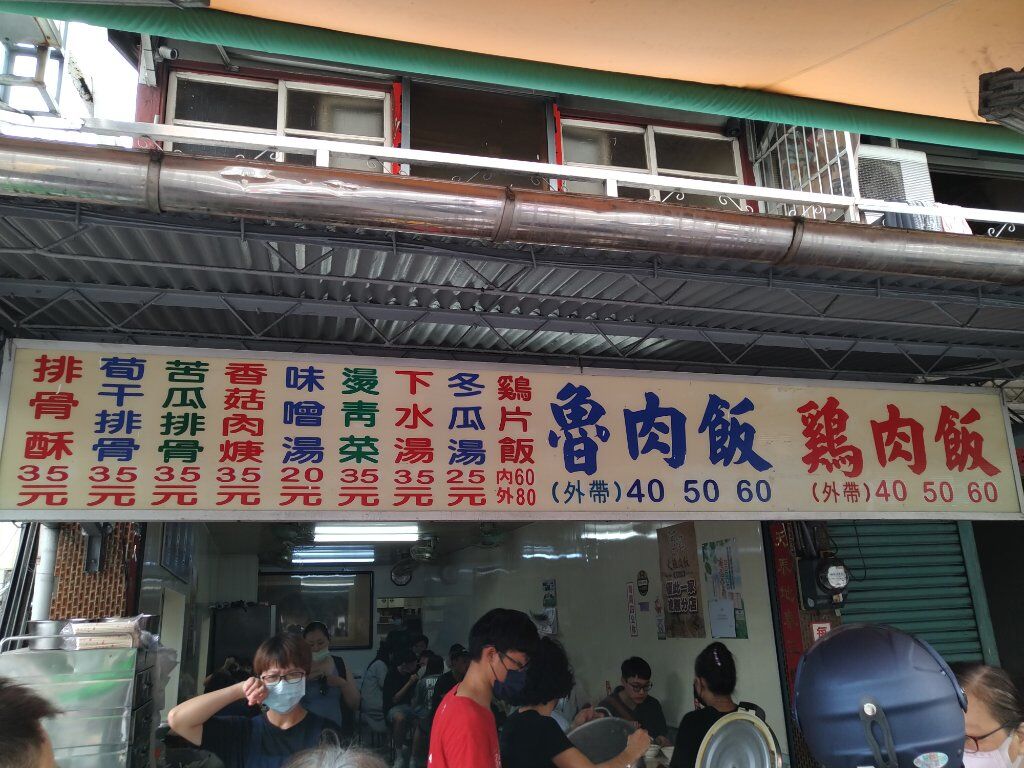 排骨酥
35元
荀干排骨
35元
苦瓜排骨
35元
香菇肉焿
35元
味噌湯
20元
燙青菜
35元
下水湯
35元
冬瓜湯
25元
鷄片飯
內60
外80
魯肉飯
(外帶)40 50 60
鷄肉飯
(外帶)40 50 60